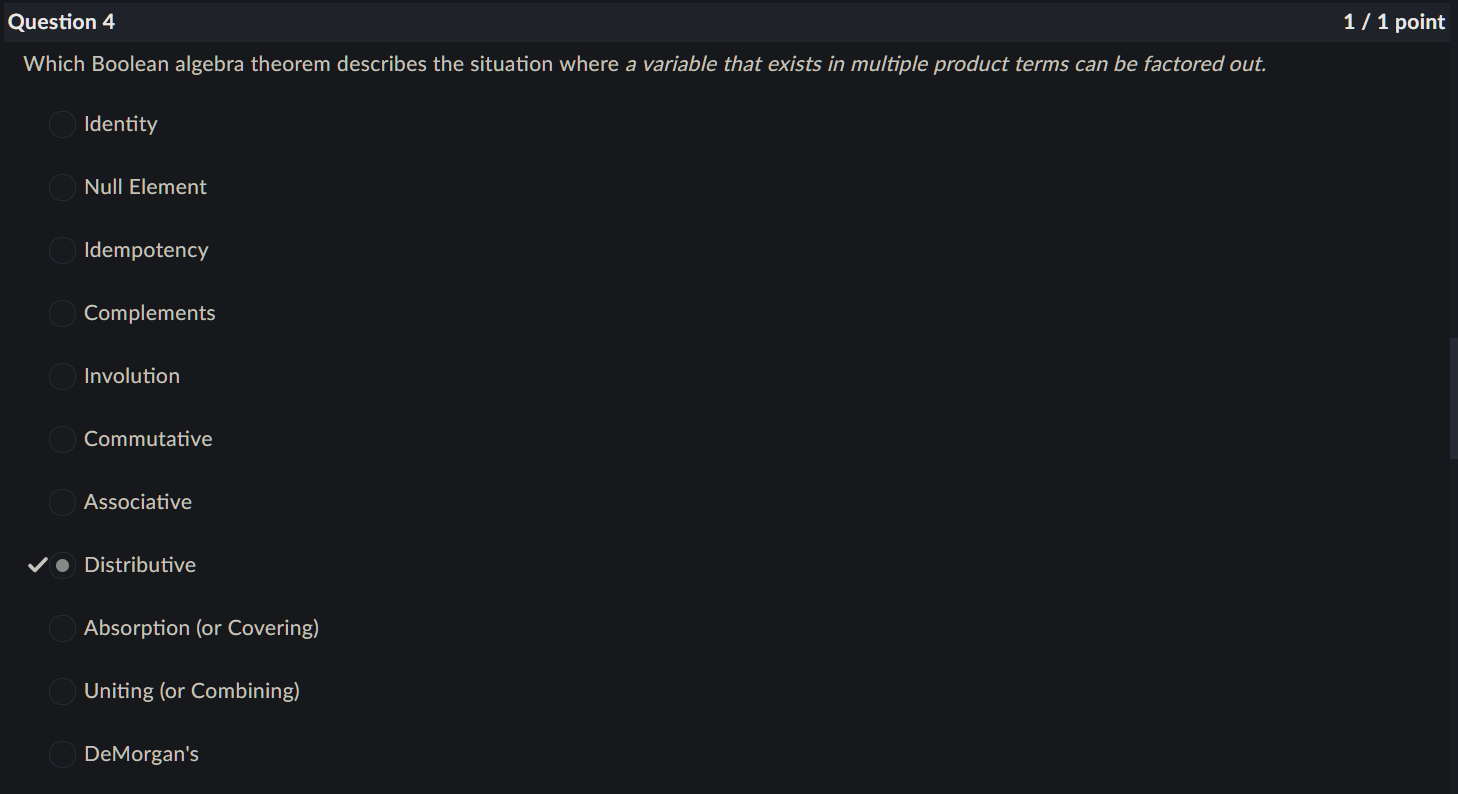 Question 4
1 / 1 point
Which Boolean algebra theorem describes the situation where a variable that exists in multiple product terms can be factored out.
Identity
Null Element
Idempotency
Complements
Involution
Commutative
Associative
Distributive
Absorption (or Covering)
Uniting (or Combining)
DeMorgan's